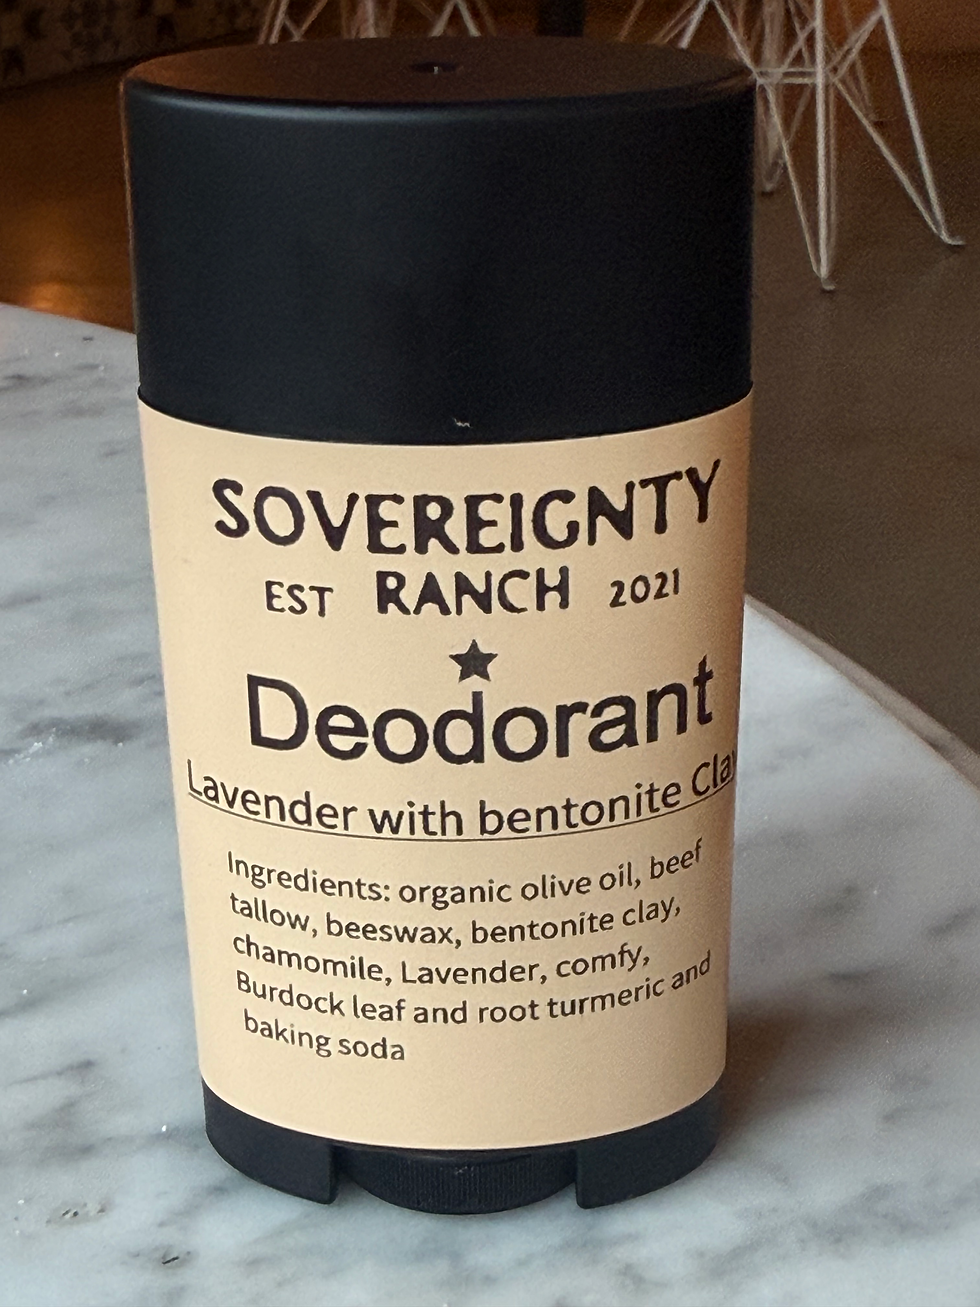 SOVEREIGNTY
EST RANCH 2021
Deodorant
Lavender with bentonite Clay
Ingredients: organic olive oil, beef
tallow, beeswax, bentonite clay,
chamomile, Lavender, comfy,
Burdock leaf and root turmeric and
baking soda